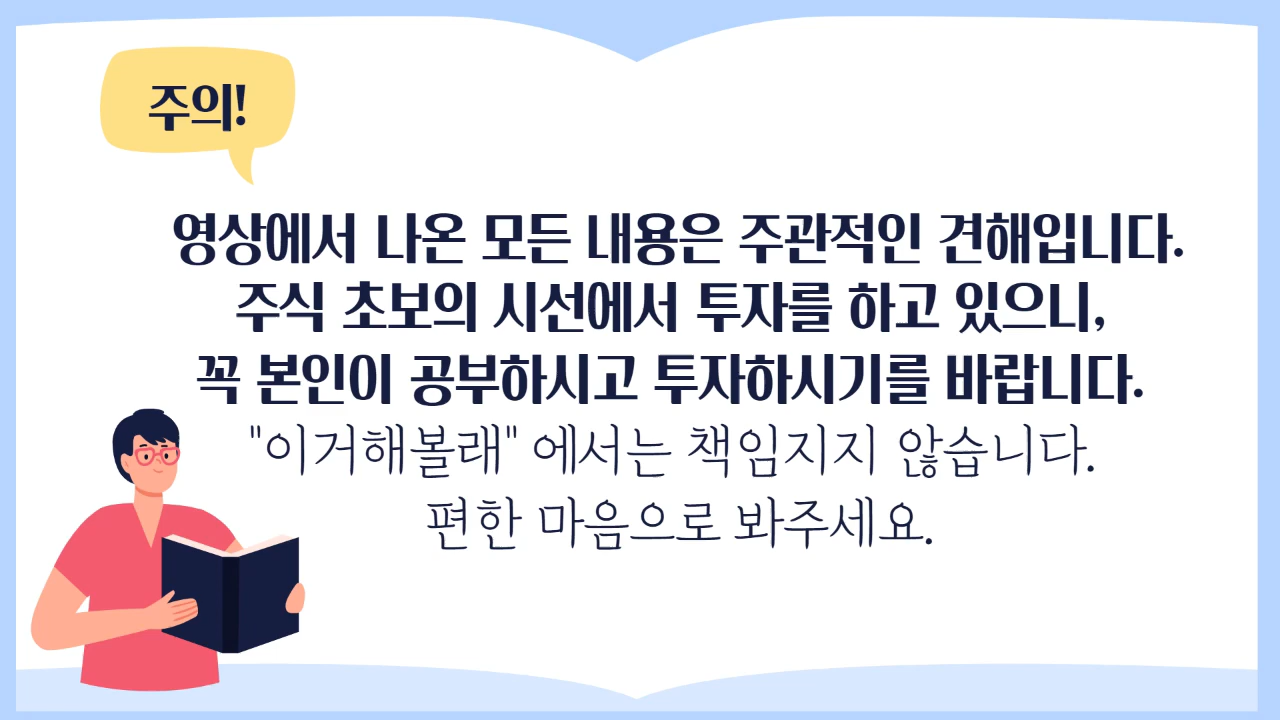 주의!
영상에서 나온 모든 내용은 주관적인 견해입니다.
주식 초보의 시선에서 투자를 하고 있으니,
꼭 본인이 공부하시고 투자하시기를 바랍니다.
"이거해볼래" 에서는 책임지지 않습니다.
편한 마음으로 봐주세요.